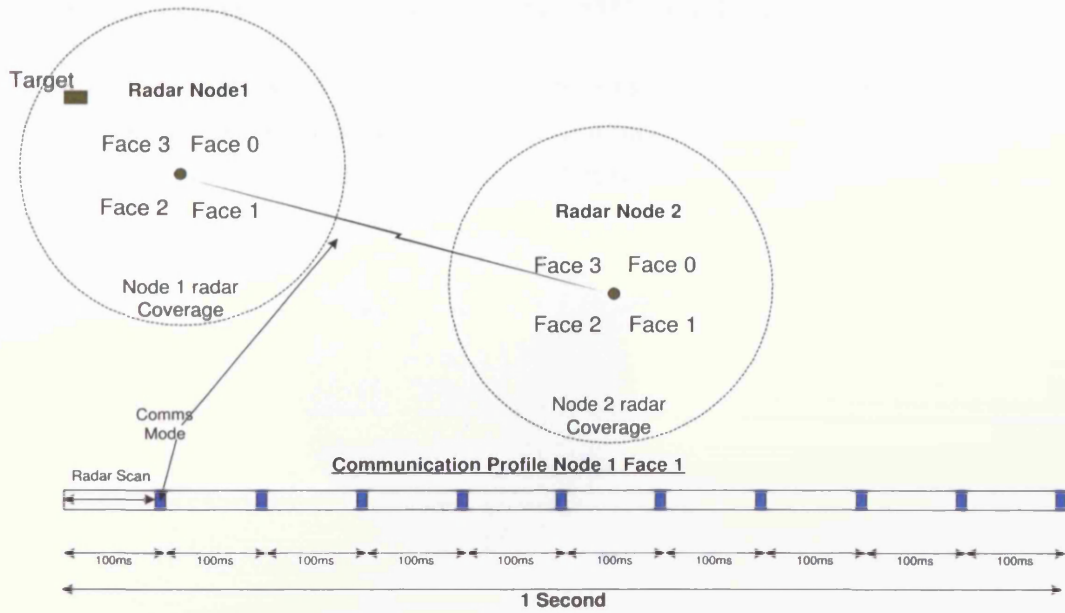 Target
Radar Node1
Face 3 Face 0
Face 2 Face 1
Node 1 radar
Coverage
Radar Node 2
Face 3 Face 0
Face 2 Face 1
Node 2 radar
Coverage
Comms
Mode
Communication Profile Node 1 Face 1
Radar Scan
100ms 100ms 100ms 100ms 100ms 100ms 100ms 100ms 100ms 100ms
1 Second